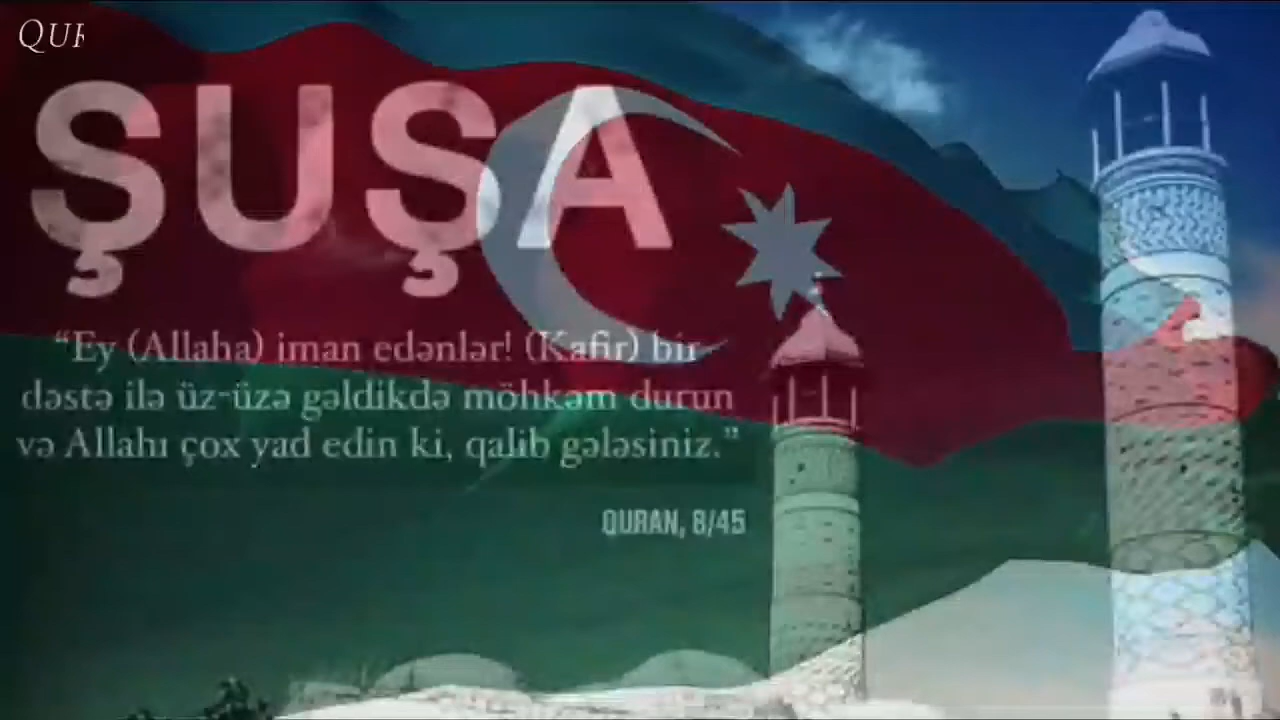 ŞUŞA
“Ey (Allaha) iman edənlər! (Kafir) bir
dəstə ilə üz-üzə gəldikdə möhkəm durun
və Allahı çox yad edin ki, qalib gələsiniz.”
QURAN, 8/45